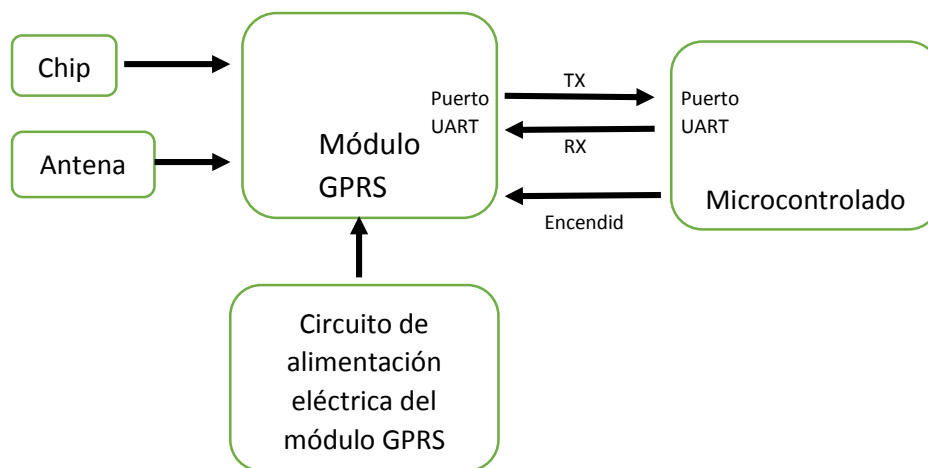 Chip
Antena
Módulo
GPRS
Puerto
UART
TX
RX
Encendid
Puerto
UART
Microcontrolado
Circuito de
alimentación
eléctrica del
módulo GPRS